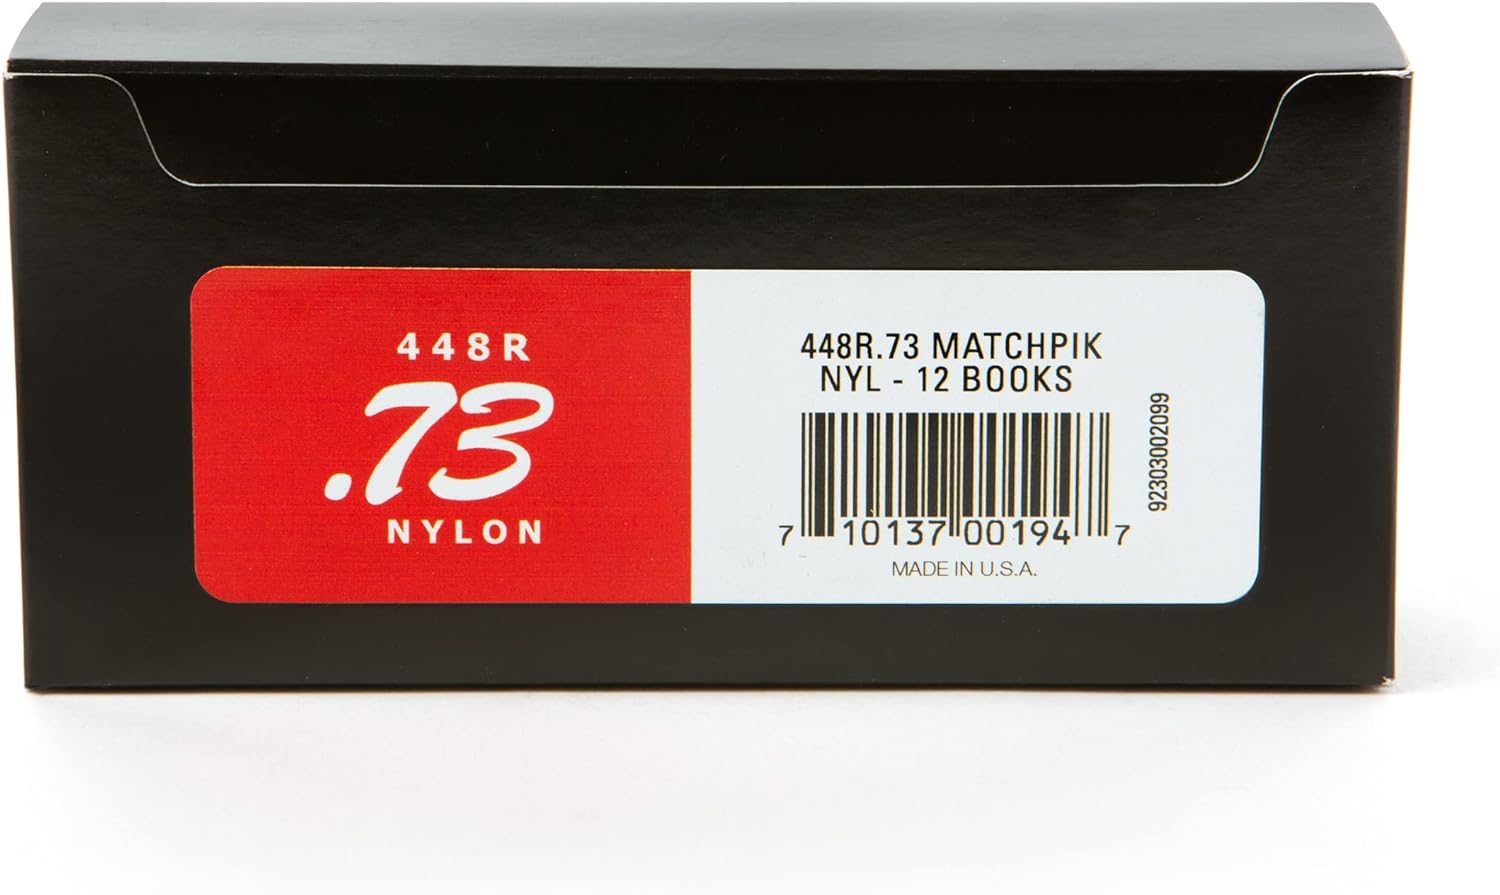 448R
.73
NYLON
448R.73 MATCHPIK
NYL - 12 BOOKS
7 10137 00194 7
MADE IN U.S.A.
92303002099